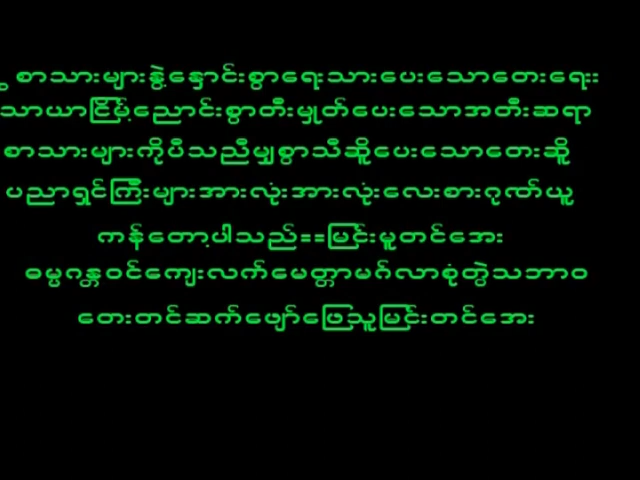 စာသားများနွဲ့နှောင်းစွာရေးသားပေးသောတေးရေး
သာယာငြိမ့်ညောင်းစွာတီးမှုတ်ပေးသောအတီးဆရာ
စာသားများကိုပီသညီမျှစွာသီဆိူပေးသောတေးဆိူ
ပညာရှင်ကြီးများအားလုံးအားလုံးလေးစားဂုဏ်ယူ
ကန်တော့ပါသည်==မြင်းမူတင်အေး
ဓမ္ပဂန္တဝင်ကျေးလက်မေတ္တာမဂ်လာစုံတွဲသဘာဝ
တေးတင်ဆက်ဖျော်ဖြေသူမြင်းတင်အေး